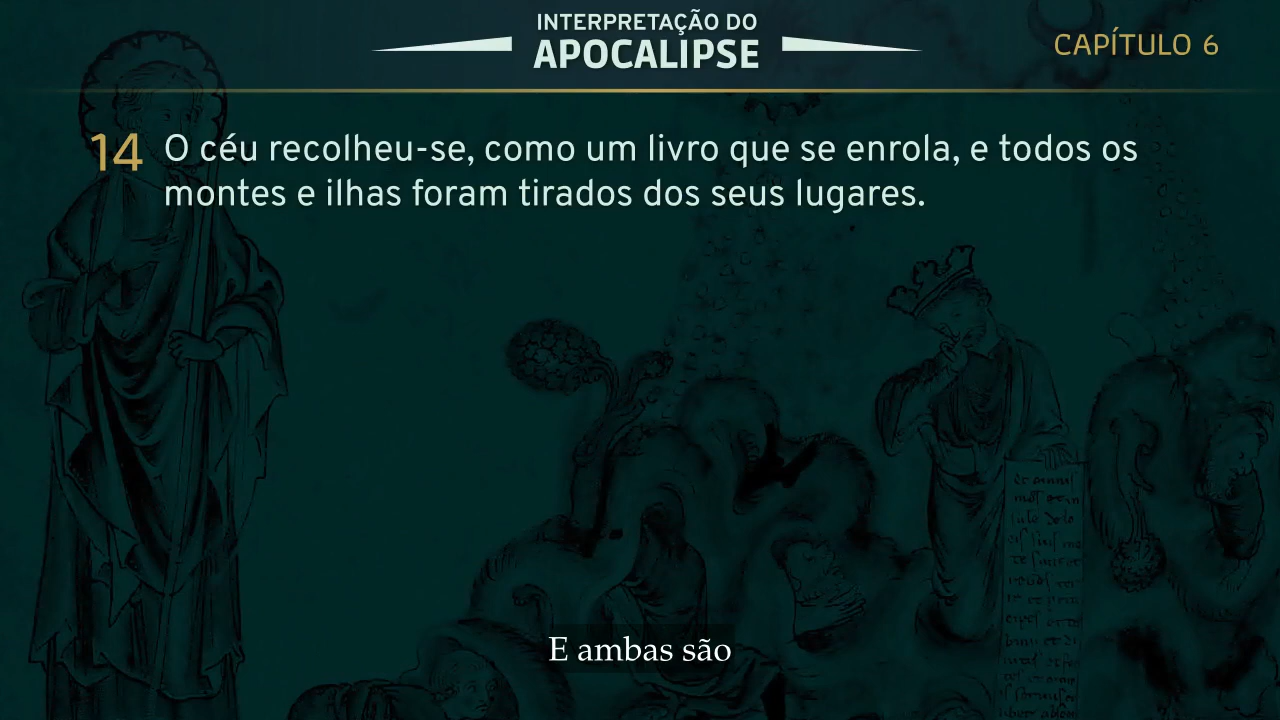 INTERPRETAÇÃO DO
APOCALIPSE
CAPÍTULO 6
14 O céu recolheu-se, como um livro que se enrola, e todos os
montes e ilhas foram tirados dos seus lugares.
E ambas são